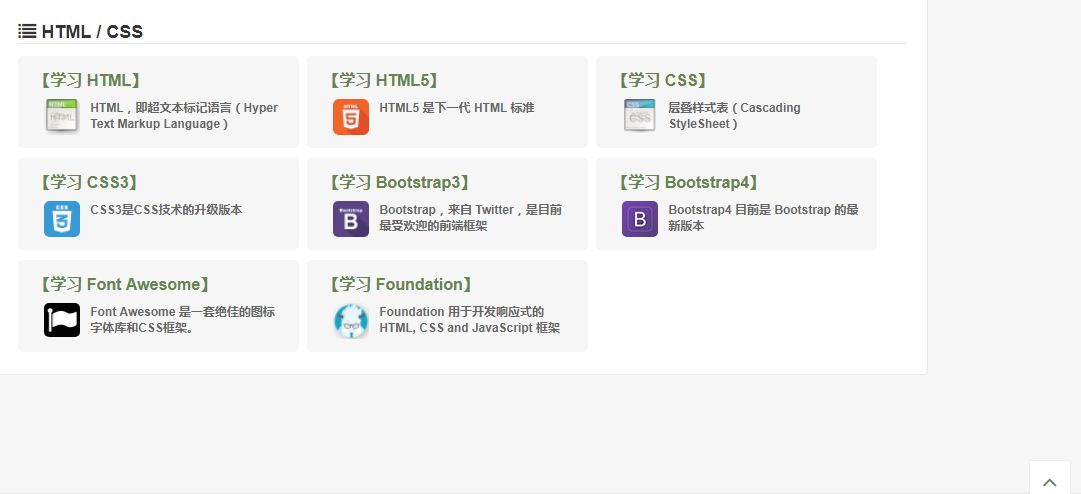 HTML / CSS
【学习 HTML】
HTML，即超文本标记语言（Hyper
Text Markup Language）
【学习 HTML5】
HTML5 是下一代 HTML 标准
【学习 CSS】
层叠样式表（Cascading
StyleSheet）
【学习 CSS3】
CSS3是CSS技术的升级版本
【学习 Bootstrap3】
Bootstrap，来自 Twitter，是目前
最受欢迎的前端框架
【学习 Bootstrap4】
Bootstrap4 目前是 Bootstrap 的最
新版本
【学习 Font Awesome】
Font Awesome 是一套绝佳的图标
字体库和CSS框架。
【学习 Foundation】
Foundation 用于开发响应式的
HTML, CSS and JavaScript 框架